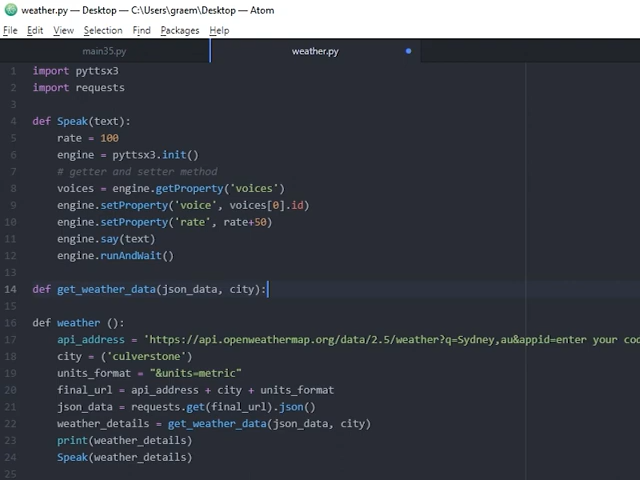 weather.py — Desktop — C:\Users\graem\Desktop — Atom
File Edit View Selection Find Packages Help
main35.py weather.py
1 import pyttsx3
2 import requests
3
4 def Speak(text):
5 rate = 100
6 engine = pyttsx3.init()
7 # getter and setter method
8 voices = engine.getProperty('voices')
9 engine.setProperty('voice', voices[0].id)
10 engine.setProperty('rate', rate+50)
11 engine.say(text)
12 engine.runAndWait()
13
14 def get_weather_data(json_data, city):
15
16 def weather ():
17 api_address = 'https://api.openweathermap.org/data/2.5/weather?q=Sydney,au&appid=enter your cod
18 city = ('culverstone')
19 units_format = "&units=metric"
20 final_url = api_address + city + units_format
21 json_data = requests.get(final_url).json()
22 weather_details = get_weather_data(json_data, city)
23 print(weather_details)
24 Speak(weather_details)
25